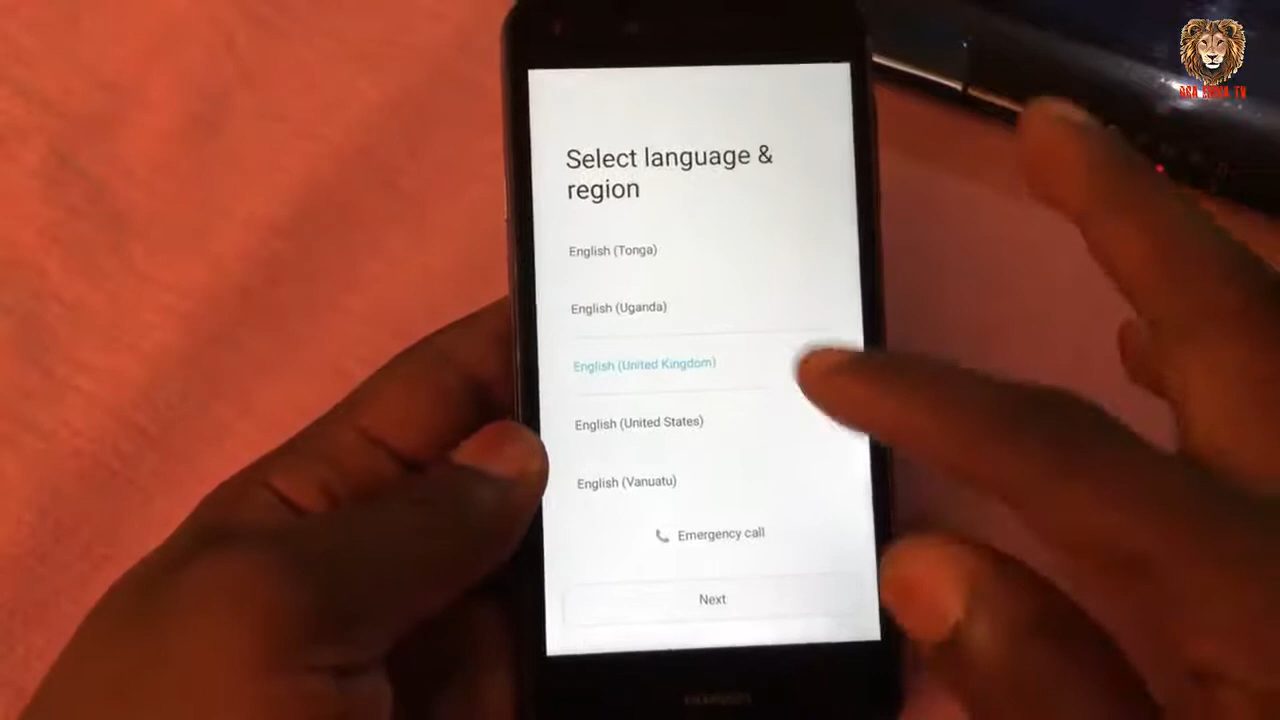 Select language &
region
English (Tonga)
English (Uganda)
English (United Kingdom)
English (United States)
English (Vanuatu)
Emergency call
Next